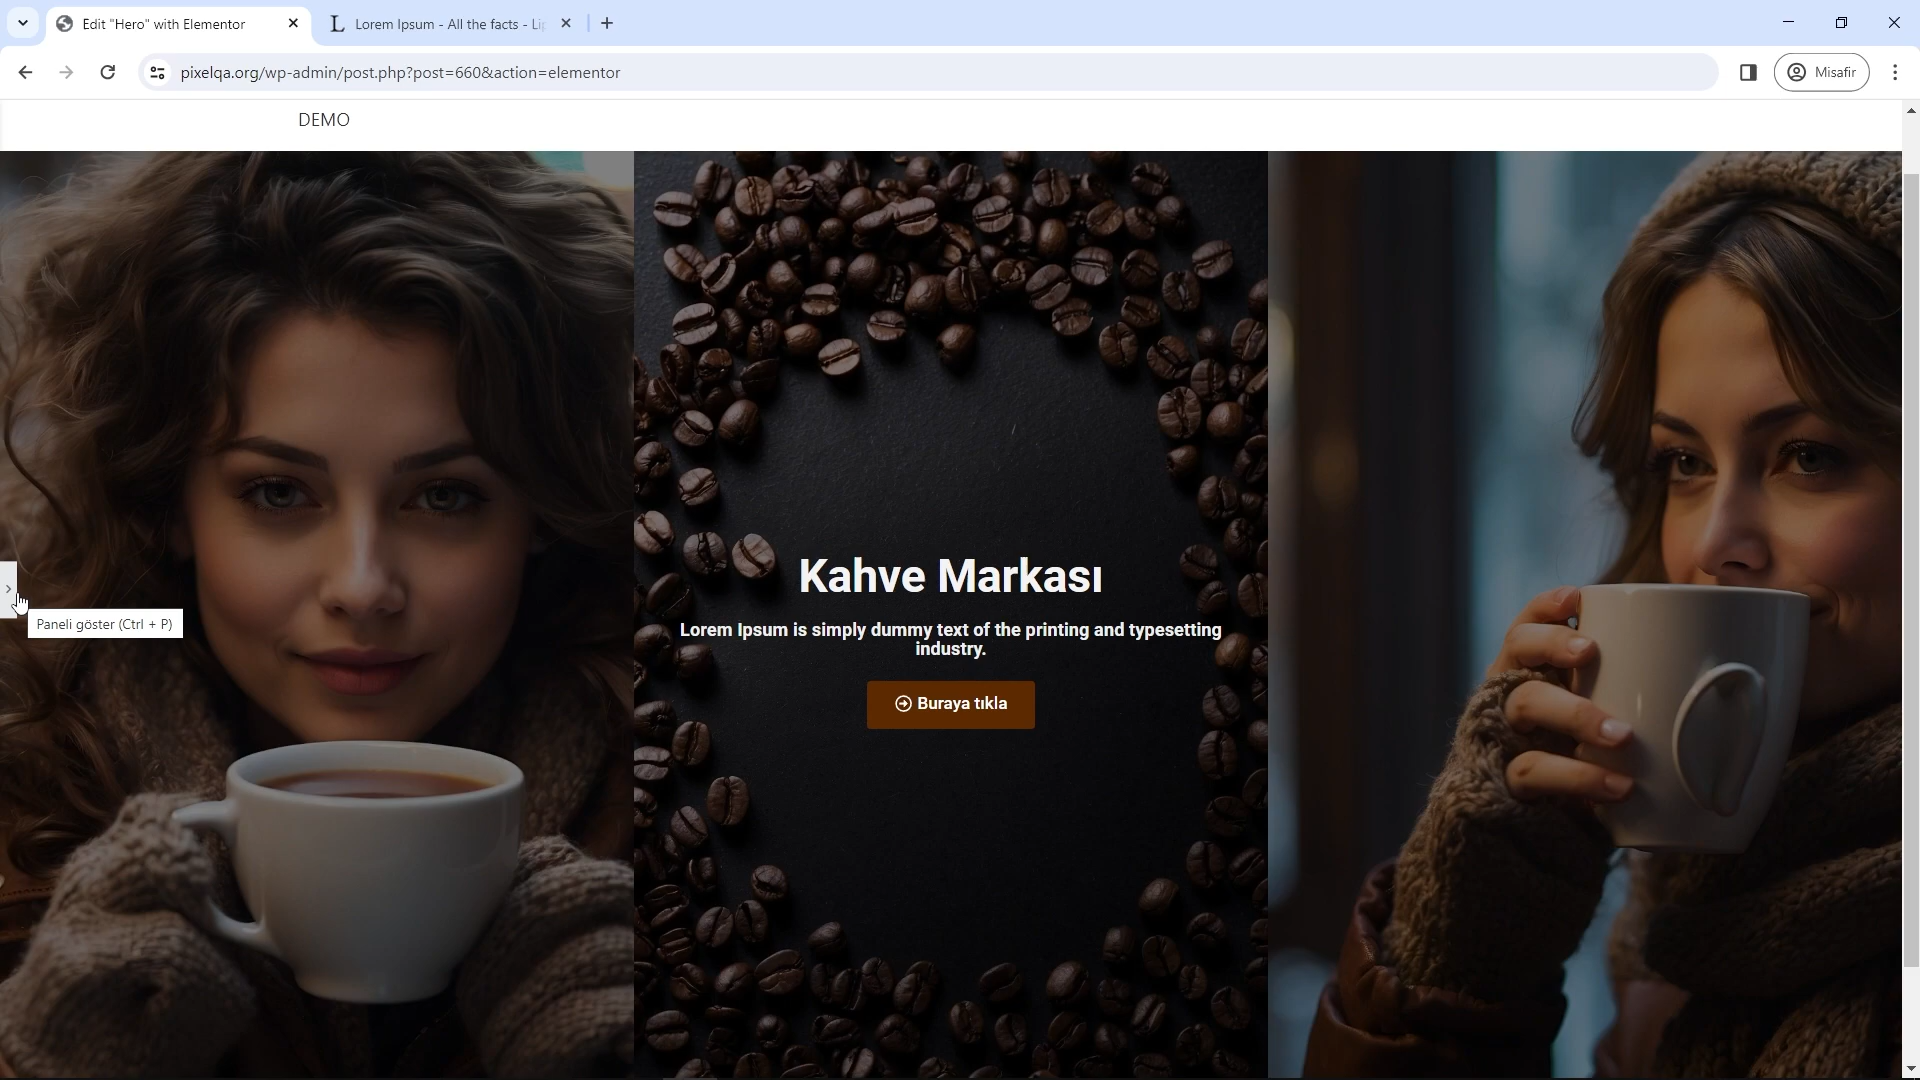 Edit "Hero" with Elementor
Lorem Ipsum - All the facts - Li
pixelqa.org/wp-admin/post.php?post=660&action=elementor
Misafir
DEMO
Kahve Markası
Lorem Ipsum is simply dummy text of the printing and typesetting
industry.
Buraya tıkla
Paneli göster (Ctrl + P)